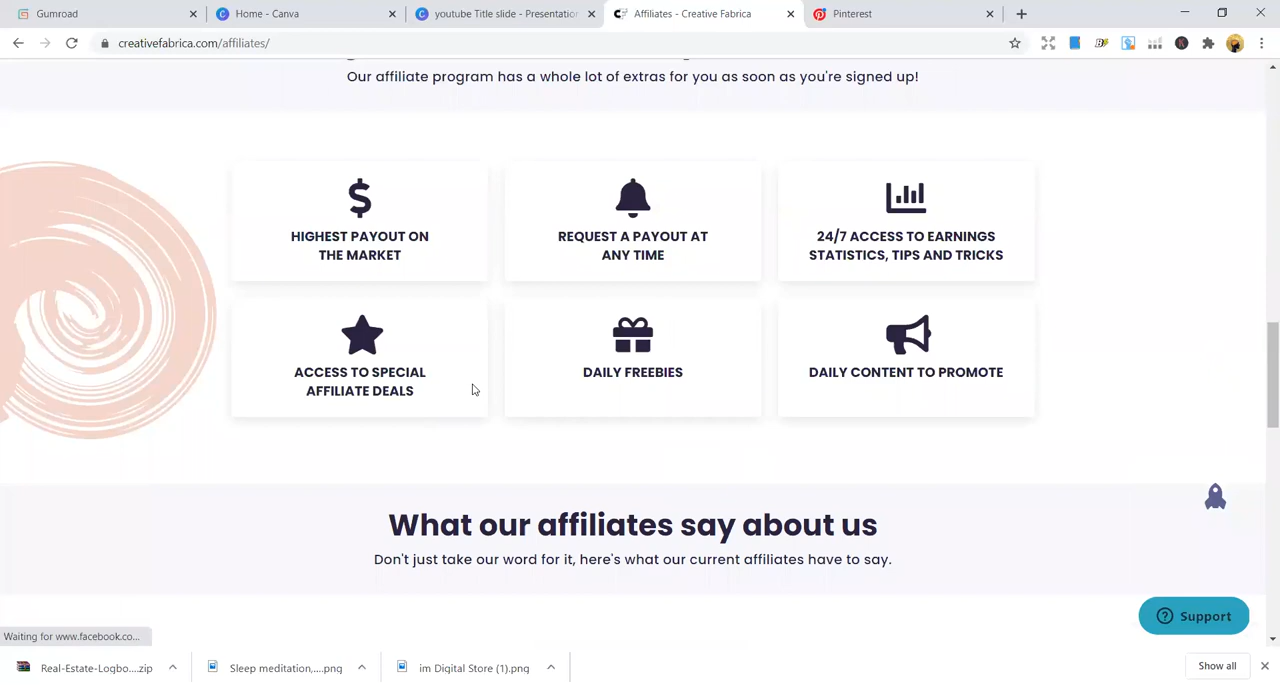 Gumroad
Home - Canva
youtube Title slide - Presentation
Affiliates - Creative Fabrica
Pinterest
creativefabrica.com/affiliates/
Our affiliate program has a whole lot of extras for you as soon as you're signed up!
HIGHEST PAYOUT ON
THE MARKET
REQUEST A PAYOUT AT
ANY TIME
24/7 ACCESS TO EARNINGS
STATISTICS, TIPS AND TRICKS
ACCESS TO SPECIAL
AFFILIATE DEALS
DAILY FREEBIES
DAILY CONTENT TO PROMOTE
What our affiliates say about us
Don't just take our word for it, here's what our current affiliates have to say.
Support
Waiting for www.facebook.co...
Real-Estate-Logbo....zip
Sleep meditation,....png
im Digital Store (1).png
Show all